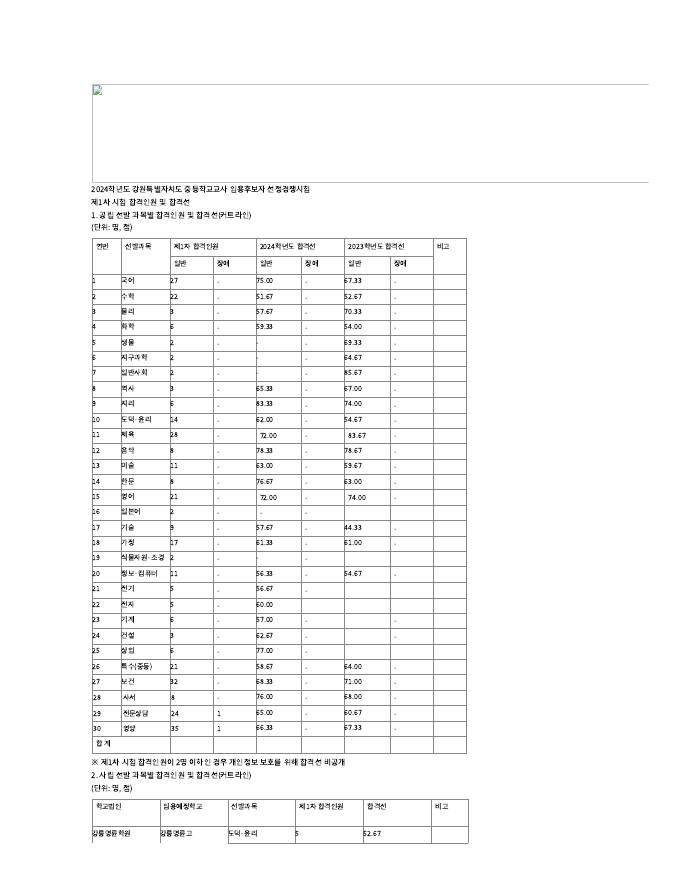 2024학년도 강원특별자치도 중등학교교사 임용후보자 선정경쟁시험
제1차 시험 합격인원 및 합격선
1. 공립 선발 과목별 합격인원 및 합격선(커트라인)
(단위: 명, 점)
연번 선발과목 제1차 합격인원 2024학년도 합격선 2023학년도 합격선 비고
일반 장애 일반 장애 일반 장애
1 국어 27 - 75.00 - 67.33 -
2 수학 22 - 51.67 - 52.67 -
3 물리 3 - 57.67 - 70.33 -
4 화학 6 - 59.33 - 54.00 -
5 생물 2 - - - 69.33 -
6 지구과학 2 - - - 64.67 -
7 일반사회 2 - - - 85.67 -
8 역사 3 - 65.33 - 67.00 -
9 지리 6 - 83.33 - 74.00 -
10 도덕·윤리 14 - 62.00 - 54.67 -
11 체육 28 - 72.00 - 83.67 -
12 음악 8 - 78.33 - 78.67 -
13 미술 11 - 63.00 - 59.67 -
14 한문 8 - 76.67 - 63.00 -
15 영어 21 - 72.00 - 74.00 -
16 일본어 2 - - -
17 기술 9 - 57.67 - 44.33 -
18 가정 17 - 61.33 - 61.00 -
19 식물자원·조경 2 - - -
20 정보·컴퓨터 11 - 56.33 - 54.67 -
21 전기 5 - 56.67 -
22 전자 5 - 60.00
23 기계 6 - 57.00 - -
24 건설 3 - 62.67 - -
25 상업 6 - 77.00 -
26 특수(중등) 21 - 58.67 - 64.00 -
27 보건 32 - 68.33 - 71.00 -
28 사서 8 - 76.00 - 68.00 -
29 전문상담 24 1 65.00 - 60.67 -
30 영양 35 1 66.33 - 67.33 -
합 계
※ 제1차 시험 합격인원이 2명 이하인 경우 개인정보 보호를 위해 합격선 비공개
2. 사립 선발 과목별 합격인원 및 합격선(커트라인)
(단위: 명, 점)
학교법인 임용예정학교 선발과목 제1차 합격인원 합격선 비고
강릉명륜학원 강릉명륜고 도덕·윤리 5 52.67